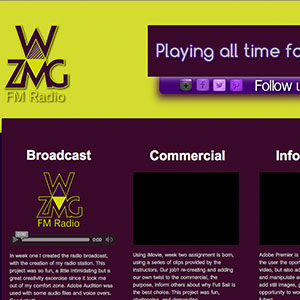 W
ZMG
FM Radio
Playing all time fo
Follow u
Broadcast
Commercial
Info
W
ZMG
FM Radio
In week one I created the radio broadcast,
with the creation of my radio station. This
project was so fun, a little intimidating but a
great creativity excercise since it took me
out of my comfort zone. Adobe Audition was
used with some audio files and voice overs.
Using iMovie, week two assignment is born,
using a series of clips provided by the
instructors. Our job? re-creating and adding
our own twist to the commercial, the
purpose, inform others about why Full Sail is
the best choice. This project was fun,
Adobe Premier is
the user the oport
video, but also
and manipulate a
add still images,
opportunity to